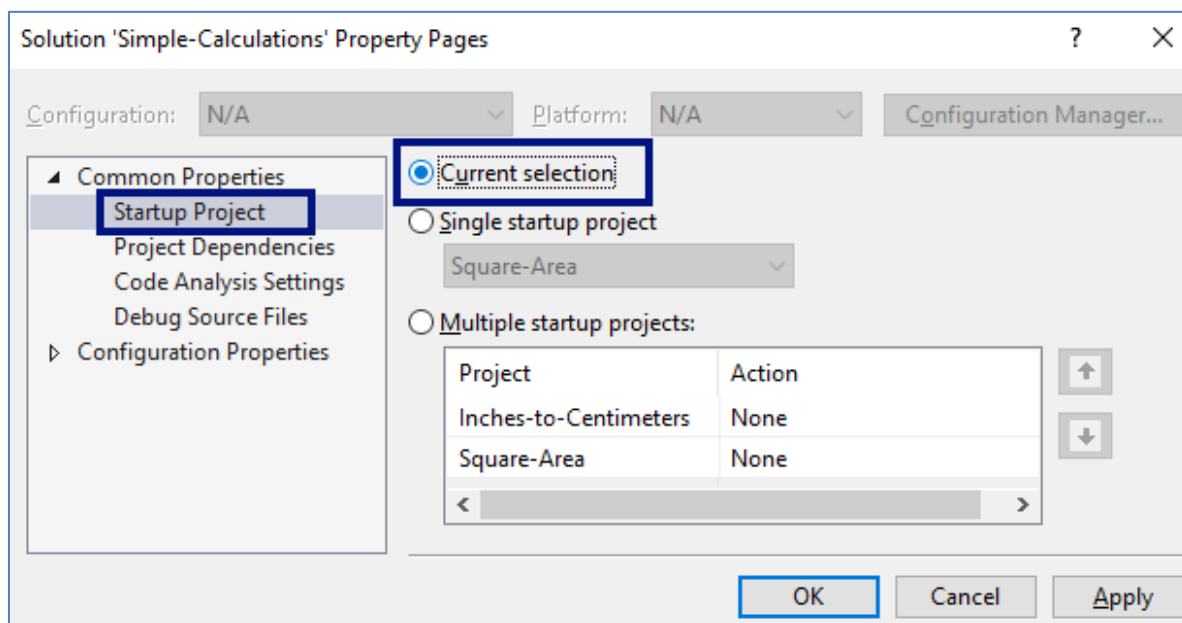 Solution 'Simple-Calculations' Property Pages ?
Configuration: N/A Platform: N/A Configuration Manager...
Common Properties
Startup Project
Project Dependencies
Code Analysis Settings
Debug Source Files
Configuration Properties
Current selection
Single startup project
Square-Area
Multiple startup projects:
Project Action
Inches-to-Centimeters None
Square-Area None
OK Cancel Apply